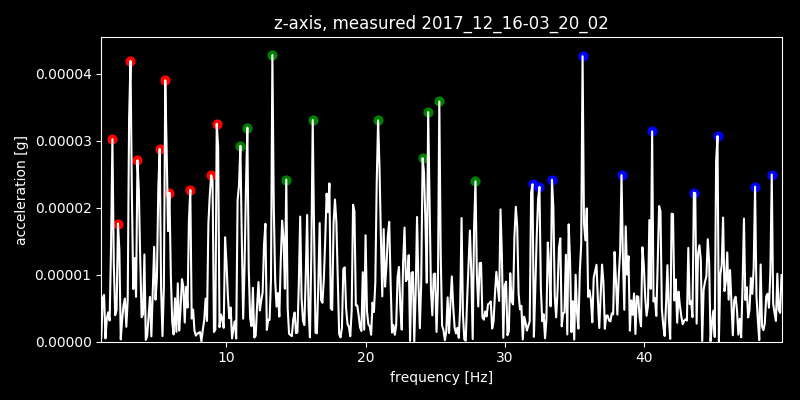 z-axis, measured 2017_12_16-03_20_02
0.00004
0.00003
0.00002
0.00001
0.00000
acceleration [g]
10 20 30 40
frequency [Hz]